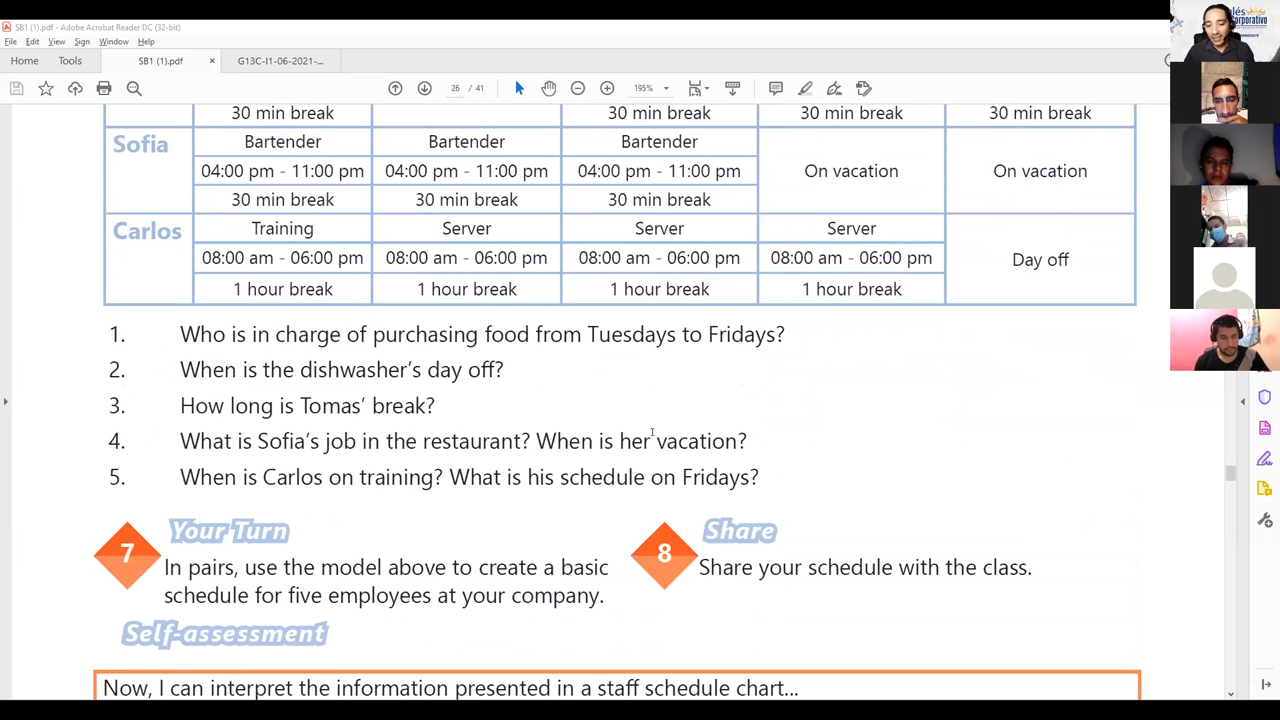 SB1 (1).pdf - Adobe Acrobat Reader DC (32-bit)
File Edit View Sign Window Help
Home Tools SB1 (1).pdf × G13C-I1-06-2021-...
26 / 41 195%
30 min break 30 min break 30 min break 30 min break
Sofia Bartender Bartender Bartender
04:00 pm - 11:00 pm 04:00 pm - 11:00 pm 04:00 pm - 11:00 pm On vacation On vacation
30 min break 30 min break 30 min break
Carlos Training Server Server Server
08:00 am - 06:00 pm 08:00 am - 06:00 pm 08:00 am - 06:00 pm 08:00 am - 06:00 pm Day off
1 hour break 1 hour break 1 hour break 1 hour break
1. Who is in charge of purchasing food from Tuesdays to Fridays?
2. When is the dishwasher's day off?
3. How long is Tomas' break?
4. What is Sofia's job in the restaurant? When is her vacation?
5. When is Carlos on training? What is his schedule on Fridays?
7 Your Turn
In pairs, use the model above to create a basic
schedule for five employees at your company.
8 Share
Share your schedule with the class.
Self-assessment
Now, I can interpret the information presented in a staff schedule chart...